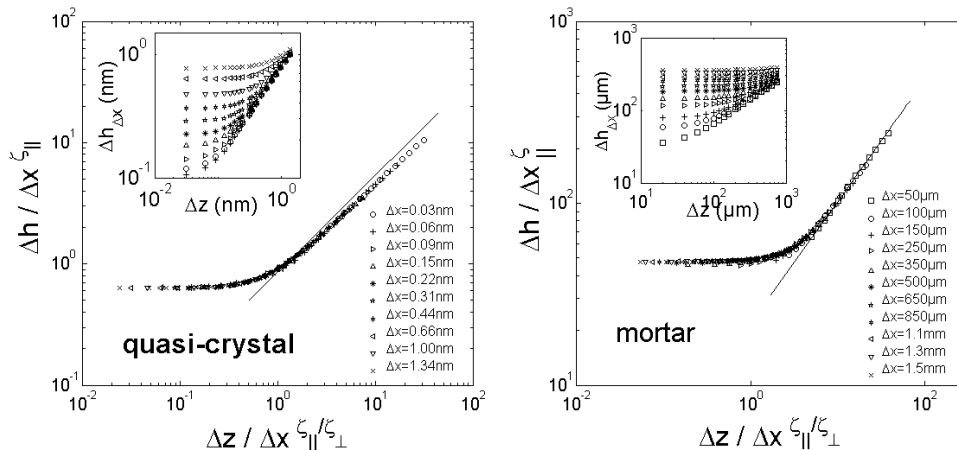 10²
10¹
10⁰
10⁻¹
Δh / Δx ζ||
10⁻²
10⁻¹
10⁰
10¹
10²
Δz / Δx ζ||/ζ⊥
quasi-crystal
10⁰
10⁻¹
Δh Δx (nm)
10⁻²
10⁰
Δz (nm)
Δx=0.03nm
Δx=0.06nm
Δx=0.09nm
Δx=0.15nm
Δx=0.22nm
Δx=0.31nm
Δx=0.44nm
Δx=0.66nm
Δx=1.00nm
Δx=1.34nm
10³
10²
10¹
Δh / Δx ζ||
10⁻²
10⁰
10²
Δz / Δx ζ||/ζ⊥
mortar
10³
10²
10¹
Δh Δx (µm)
10¹
10²
10³
Δz (µm)
Δx=50µm
Δx=100µm
Δx=150µm
Δx=250µm
Δx=350µm
Δx=500µm
Δx=650µm
Δx=850µm
Δx=1.1mm
Δx=1.3mm
Δx=1.5mm